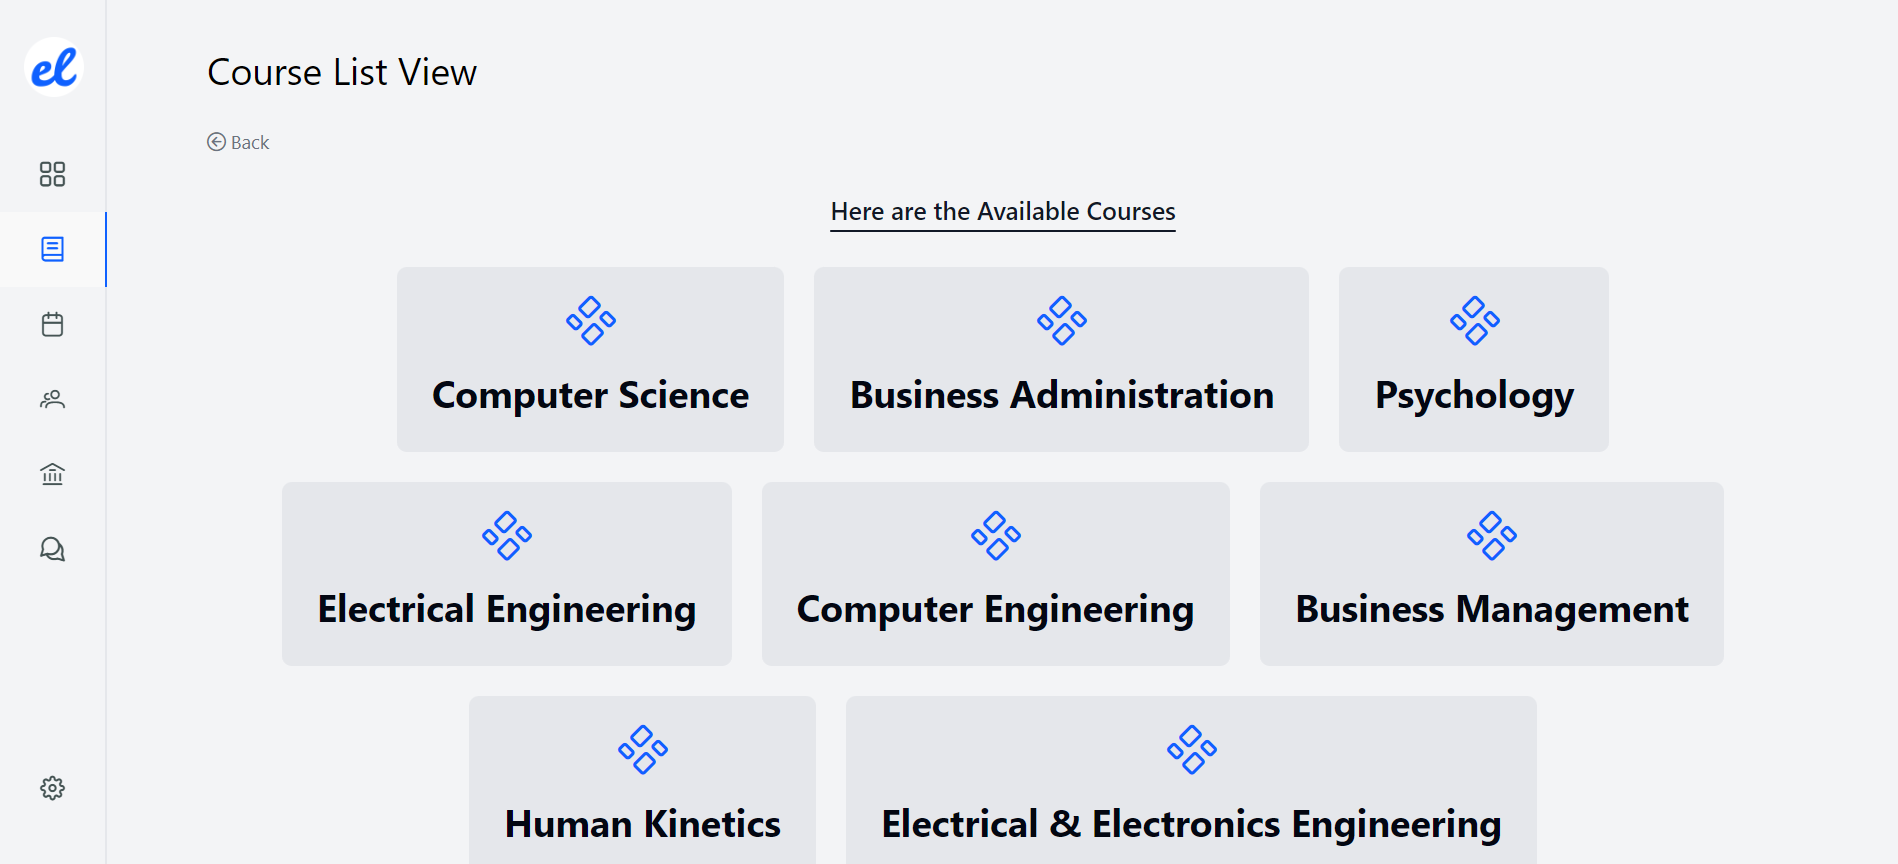 el
Course List View
Back
Here are the Available Courses
Computer Science
Business Administration
Psychology
Electrical Engineering
Computer Engineering
Business Management
Human Kinetics
Electrical & Electronics Engineering